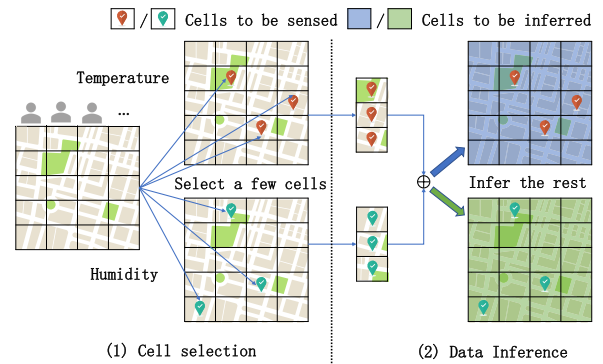 / Cells to be sensed / Cells to be inferred
Temperature
...
Select a few cells
Infer the rest
Humidity
(1) Cell selection
(2) Data Inference